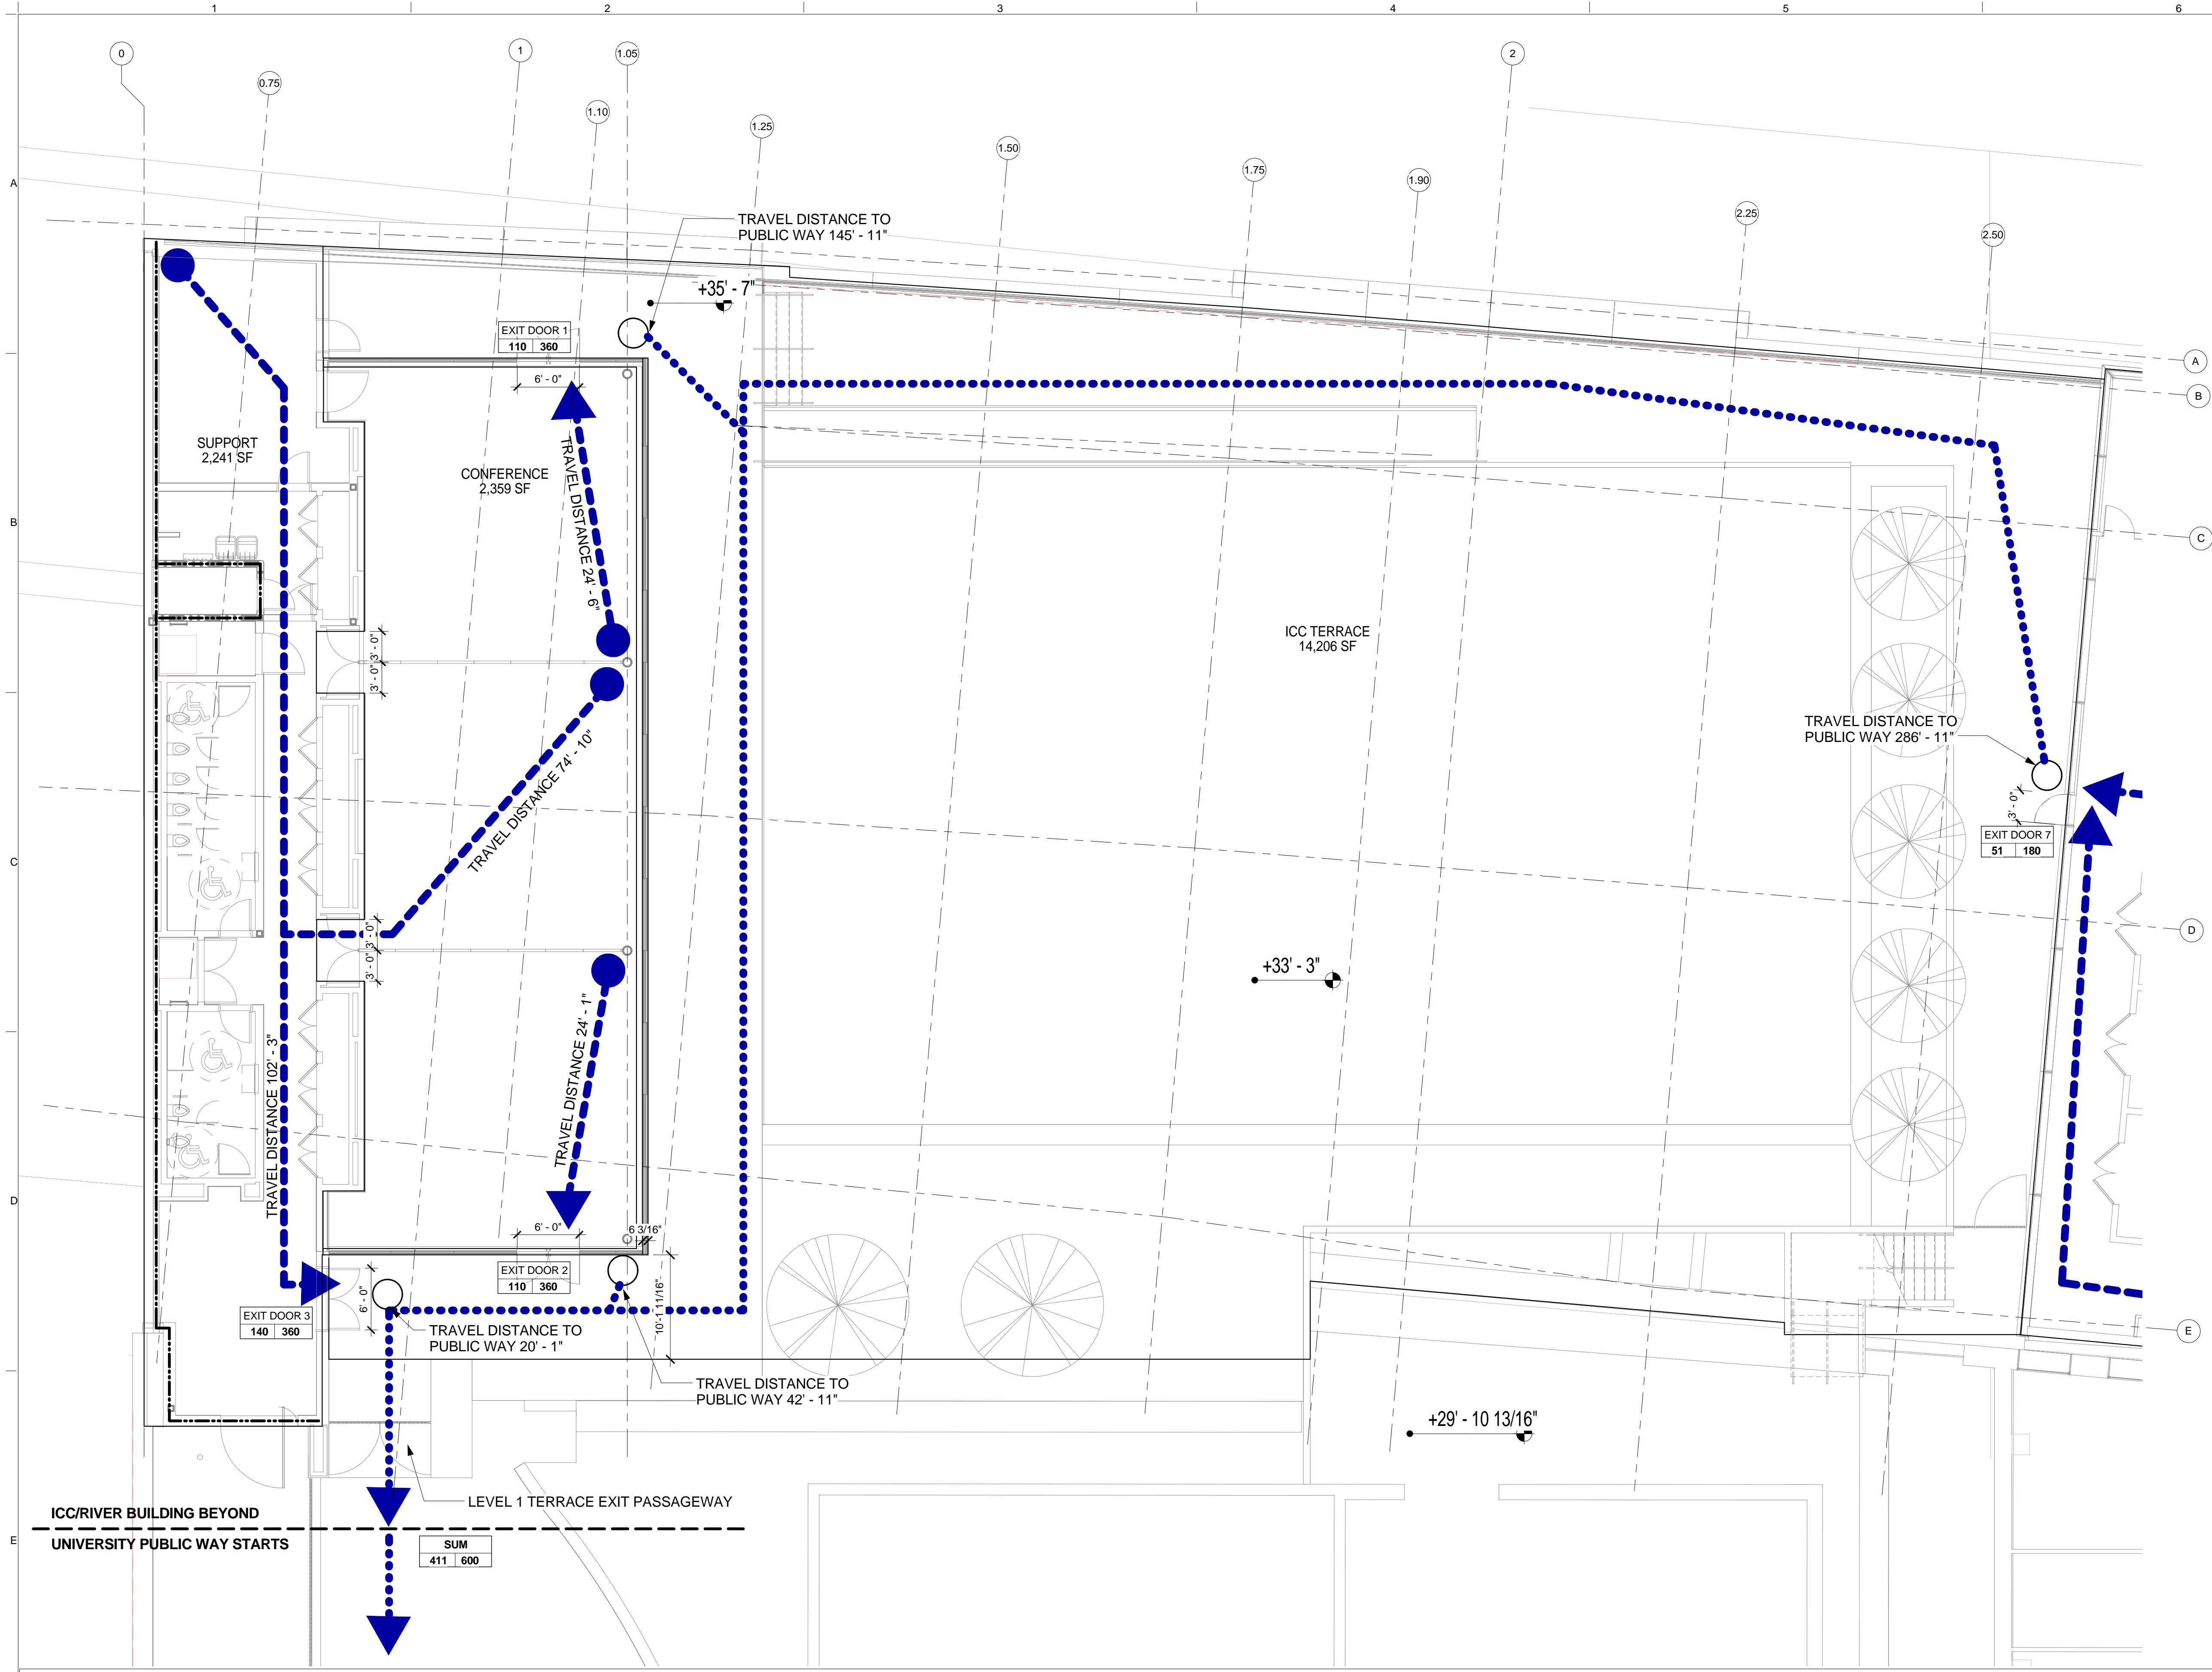 1
2
3
4
5
6
0
0.75
1
1.10
1.05
1.25
1.50
1.75
1.90
2
2.25
2.50
A
B
C
D
E
A
B
C
D
E
TRAVEL DISTANCE TO
PUBLIC WAY 145' - 11"
+35' - 7"
EXIT DOOR 1
110 360
6' - 0"
SUPPORT
2,241 SF
CONFERENCE
2,359 SF
TRAVEL DISTANCE 24' - 6"
3' - 0"
3' - 0"
ICC TERRACE
14,206 SF
TRAVEL DISTANCE TO
PUBLIC WAY 286' - 11"
3' - 0"
EXIT DOOR 7
51 180
TRAVEL DISTANCE 74' - 10"
3' - 0"
3' - 0"
+33' - 3"
TRAVEL DISTANCE 24' - 1"
TRAVEL DISTANCE 102' - 3"
6' - 0"
6 3/16"
EXIT DOOR 2
110 360
6' - 0"
10'-1 11/16"
EXIT DOOR 3
140 360
TRAVEL DISTANCE TO
PUBLIC WAY 20' - 1"
TRAVEL DISTANCE TO
PUBLIC WAY 42' - 11"
+29' - 10 13/16"
LEVEL 1 TERRACE EXIT PASSAGEWAY
ICC/RIVER BUILDING BEYOND
UNIVERSITY PUBLIC WAY STARTS
SUM
411 600